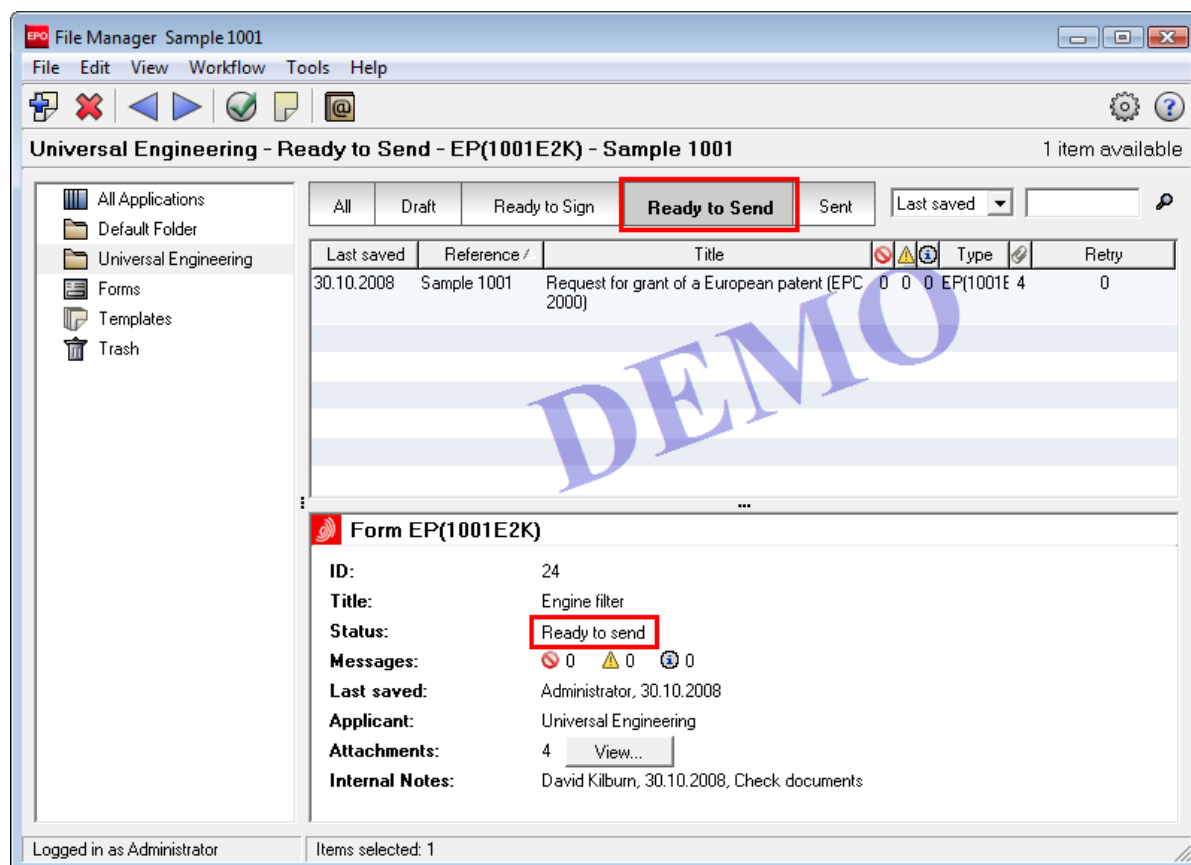 EPO File Manager Sample 1001
File Edit View Workflow Tools Help
Universal Engineering - Ready to Send - EP(1001E2K) - Sample 1001 1 item available
All Applications
Default Folder
Universal Engineering
Forms
Templates
Trash
All Draft Ready to Sign Ready to Send Sent Last saved
Last saved Reference Title Type Retry
30.10.2008 Sample 1001 Request for grant of a European patent (EPC 0 0 0 EP(1001E 4 0
2000)
DEMO
Form EP(1001E2K)
ID: 24
Title: Engine filter
Status: Ready to send
Messages: 0 0 0
Last saved: Administrator, 30.10.2008
Applicant: Universal Engineering
Attachments: 4 View...
Internal Notes: David Kilburn, 30.10.2008, Check documents
Logged in as Administrator Items selected: 1